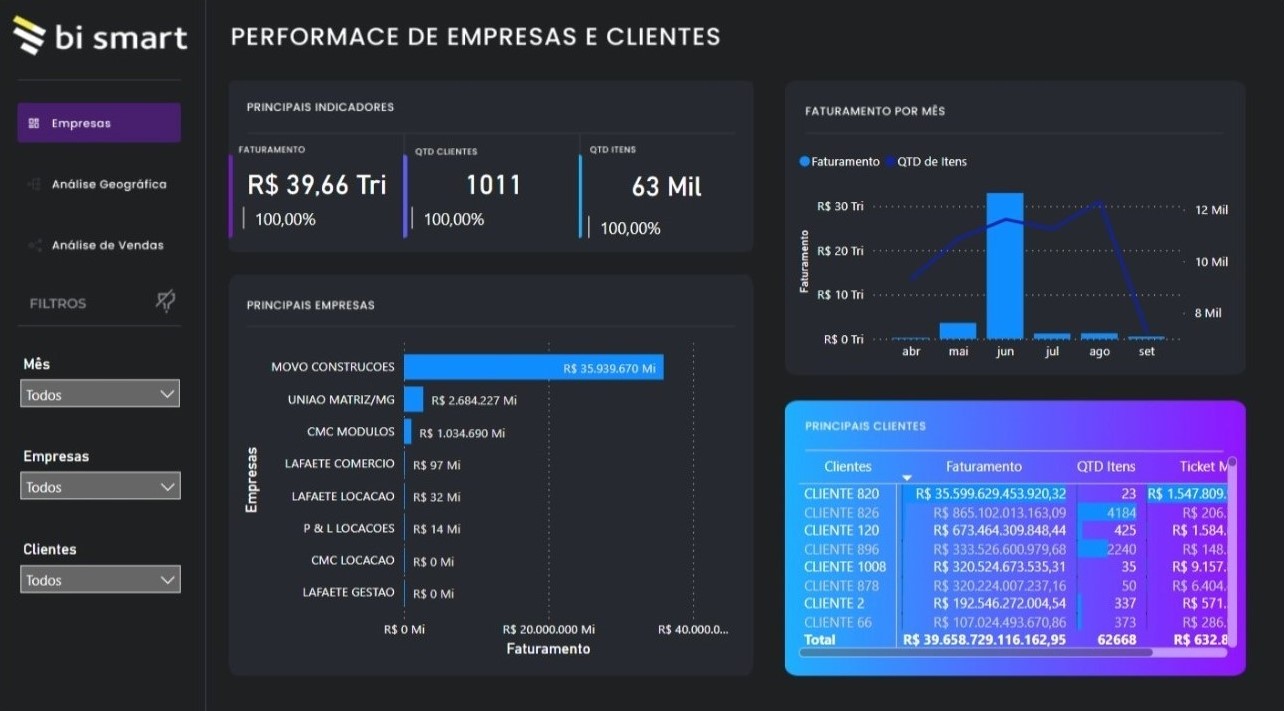 bi smart
PERFORMACE DE EMPRESAS E CLIENTES
Empresas
Análise Geográfica
Análise de Vendas
FILTROS
Mês
Todos
Empresas
Todos
Clientes
Todos
PRINCIPAIS INDICADORES
FATURAMENTO
R$ 39,66 Tri
100,00%
QTD CLIENTES
1011
100,00%
QTD ITENS
63 Mil
100,00%
PRINCIPAIS EMPRESAS
Empresas
MOVO CONSTRUCOES R$ 35.939.670 Mi
UNIAO MATRIZ/MG R$ 2.684.227 Mi
CMC MODULOS R$ 1.034.690 Mi
LAFAETE COMERCIO R$ 97 Mi
LAFAETE LOCACAO R$ 32 Mi
P & L LOCACOES R$ 14 Mi
CMC LOCACAO R$ 0 Mi
LAFAETE GESTAO R$ 0 Mi
R$ 0 Mi R$ 20.000.000 Mi R$ 40.000.0...
Faturamento
FATURAMENTO POR MÊS
Faturamento QTD de Itens
Faturamento
R$ 30 Tri 12 Mil
R$ 20 Tri 10 Mil
R$ 10 Tri 8 Mil
R$ 0 Tri
abr mai jun jul ago set
PRINCIPAIS CLIENTES
Clientes Faturamento QTD Itens Ticket M
CLIENTE 820 R$ 35.599.629.453.920,32 23 R$ 1.547.809.
CLIENTE 826 R$ 865.102.013.163,09 4184 R$ 206.
CLIENTE 120 R$ 673.464.309.848,44 425 R$ 1.584.
CLIENTE 896 R$ 333.526.600.979,68 2240 R$ 148.
CLIENTE 1008 R$ 320.524.673.535,31 35 R$ 9.157.
CLIENTE 878 R$ 320.224.007.237,16 50 R$ 6.404.
CLIENTE 2 R$ 192.546.272.004,54 337 R$ 571.
CLIENTE 66 R$ 107.024.493.670,86 373 R$ 286.
Total R$ 39.658.729.116.162,95 62668 R$ 632.8